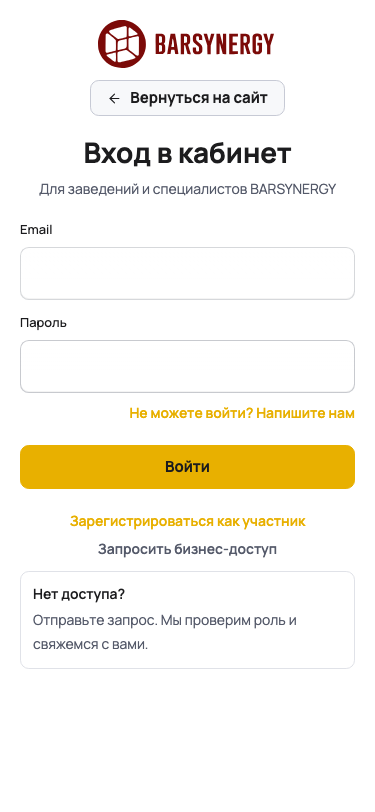 BARSYNERGY
← Вернуться на сайт
Вход в кабинет
Для заведений и специалистов BARSYNERGY
Email
Пароль
Не можете войти? Напишите нам
Войти
Зарегистрироваться как участник
Запросить бизнес-доступ
Нет доступа?
Отправьте запрос. Мы проверим роль и
свяжемся с вами.